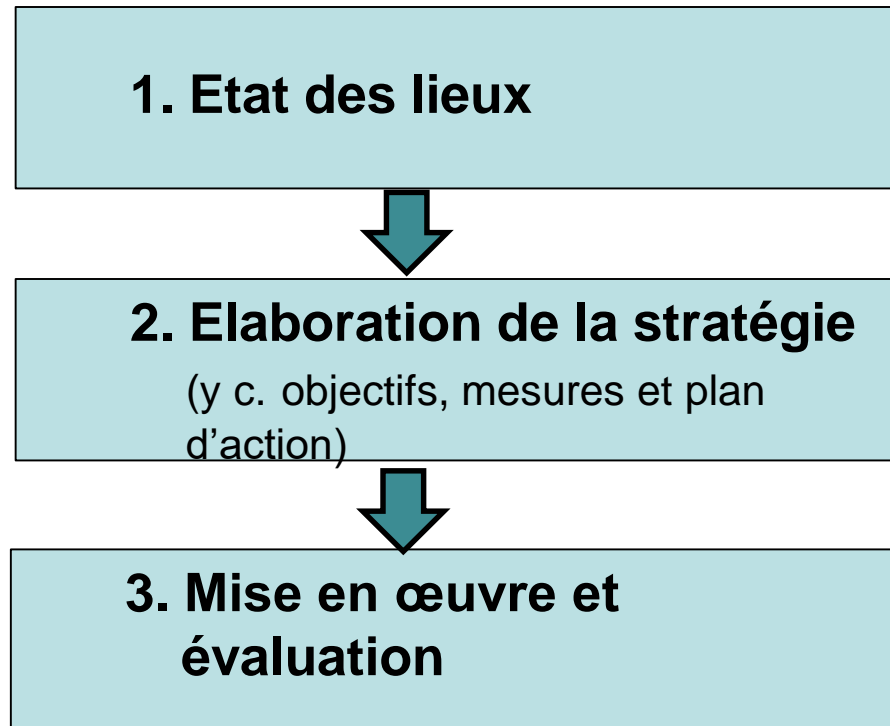 1. Etat des lieux
2. Elaboration de la stratégie
(y c. objectifs, mesures et plan
d’action)
3. Mise en œuvre et
évaluation